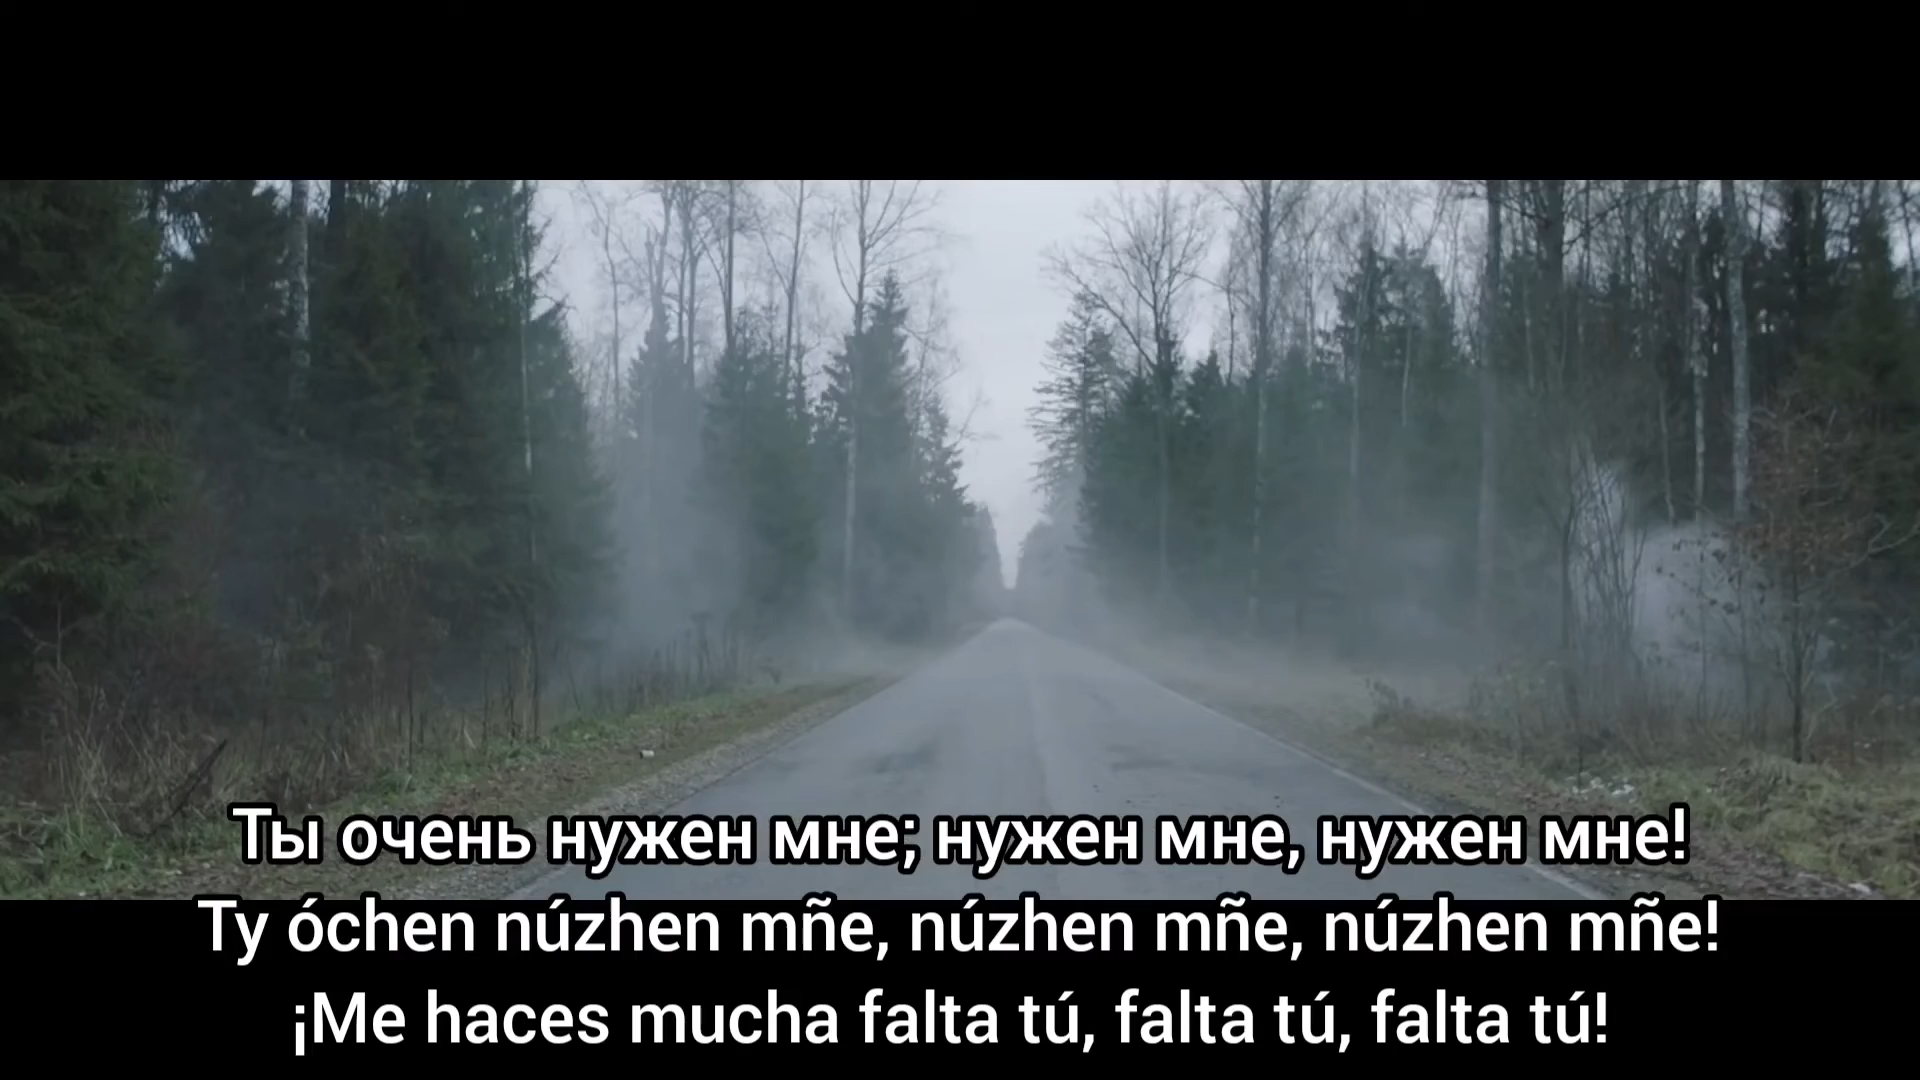 Ты очень нужен мне; нужен мне, нужен мне!
Ty óchen núzhen mñe, núzhen mñe, núzhen mñe!
¡Me haces mucha falta tú, falta tú, falta tú!